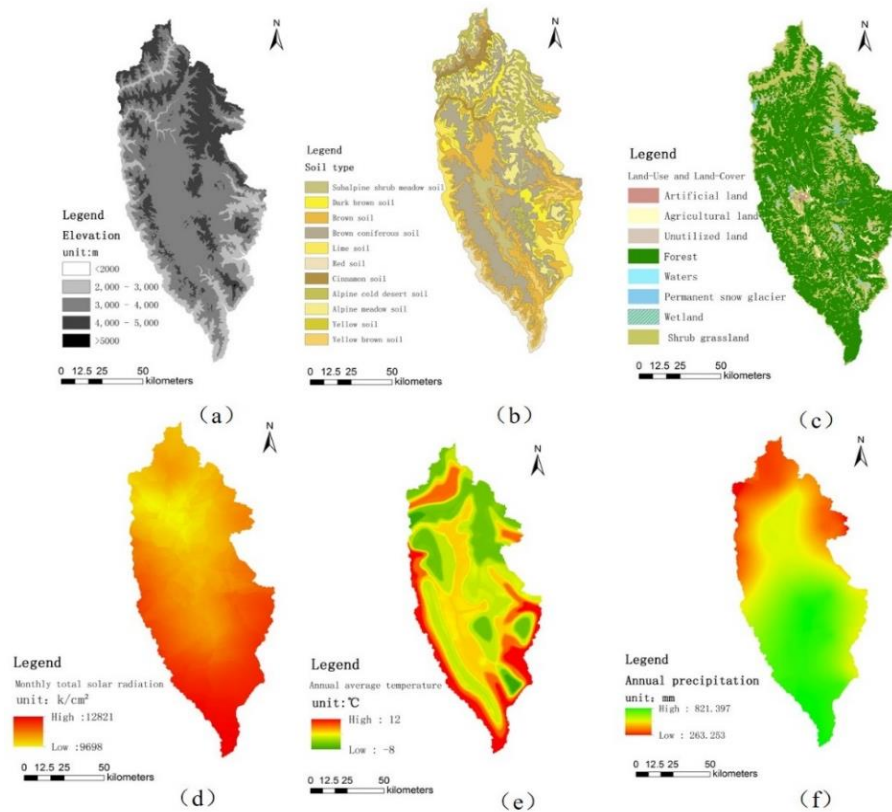 N
Legend
Elevation
unit:m
<2000
2,000 - 3,000
3,000 - 4,000
4,000 - 5,000
>5000
0 12.5 25 50
kilometers
(a)
N
Legend
Soil type
Subalpine shrub meadow soil
Dark brown soil
Brown soil
Brown coniferous soil
Lime soil
Red soil
Cinnamon soil
Alpine cold desert soil
Alpine meadow soil
Yellow soil
Yellow brown soil
0 12.5 25 50
kilometers
(b)
N
Legend
Land-Use and Land-Cover
Artificial land
Agricultural land
Unutilized land
Forest
Waters
Permanent snow glacier
Wetland
Shrub grassland
0 12.5 25 50
kilometers
(c)
N
Legend
Monthly total solar radiation
unit: k/cm²
High :12821
Low :9698
0 12.5 25 50
kilometers
(d)
N
Legend
Annual average temperature
unit:℃
High : 12
Low : -8
0 12.5 25 50
kilometers
(e)
N
Legend
Annual precipitation
unit: mm
High : 821.397
Low : 263.253
0 12.5 25 50
kilometers
(f)